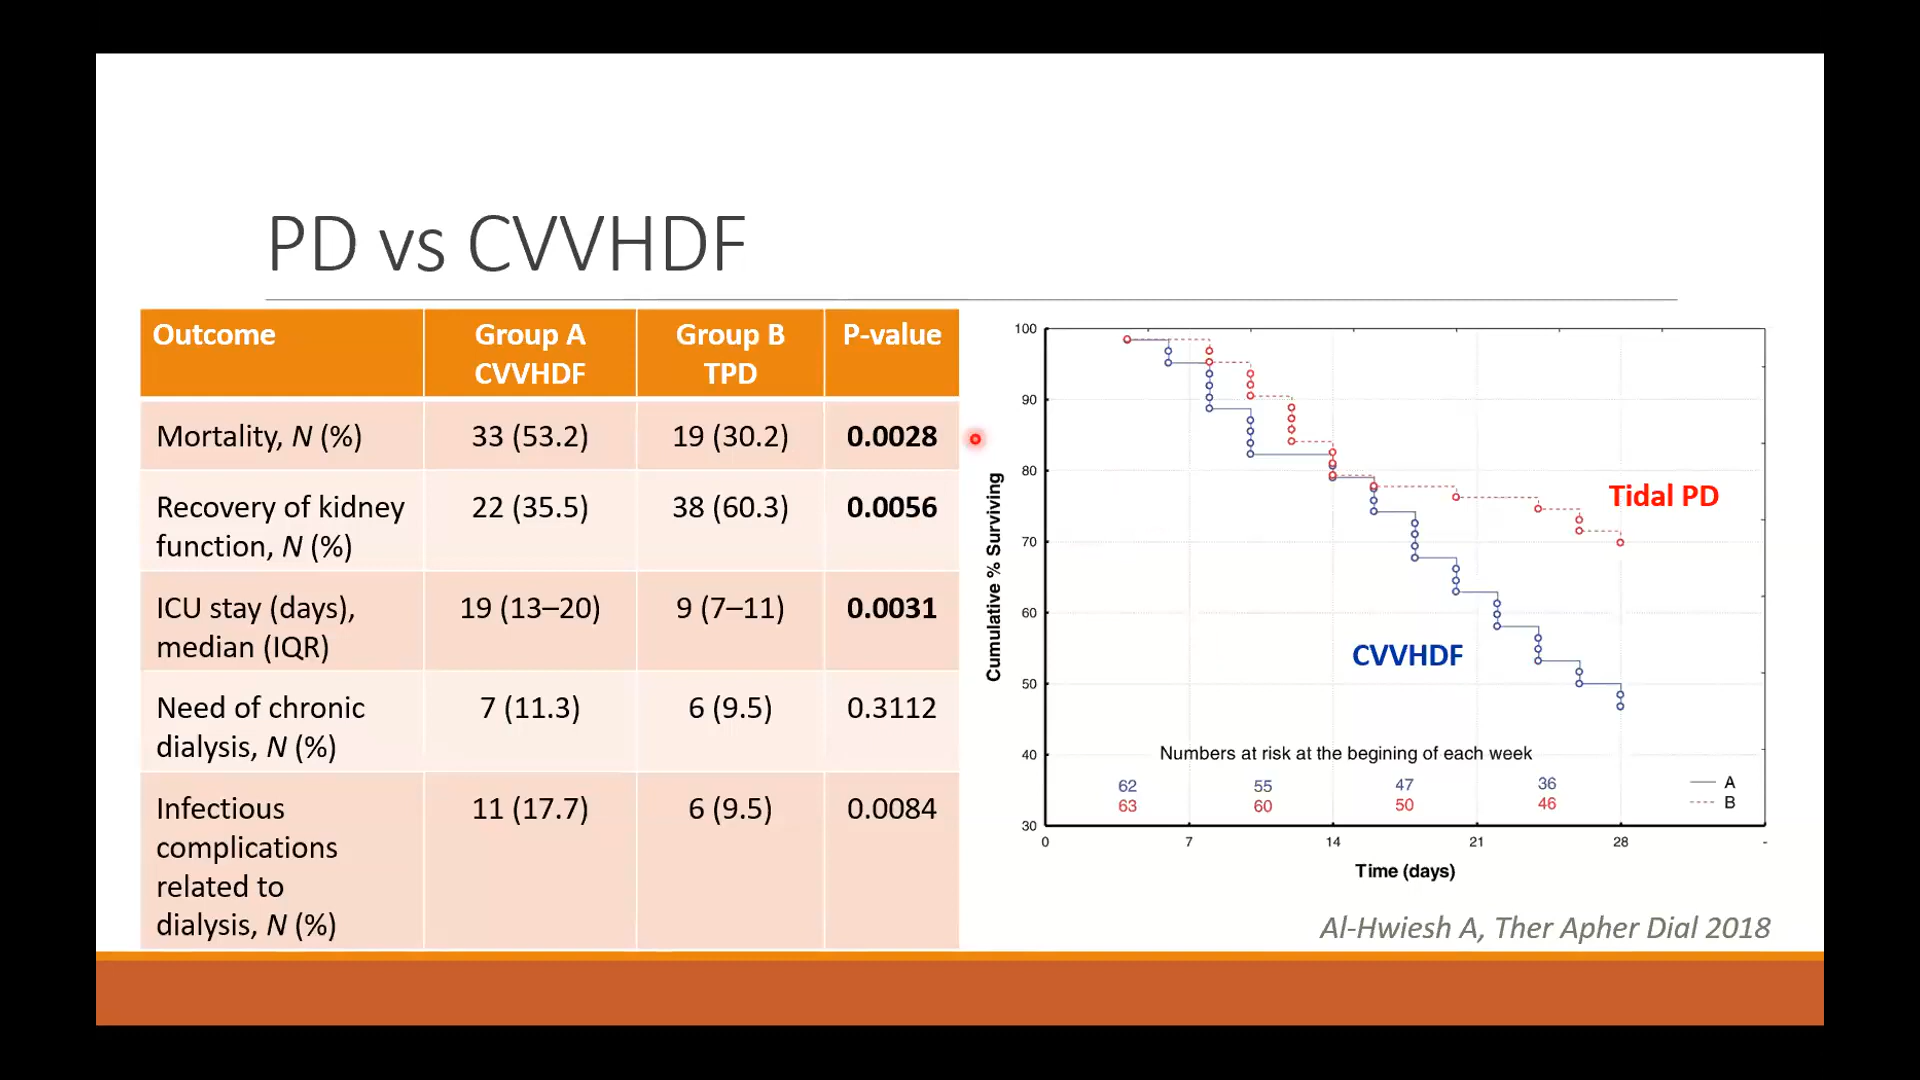 PD vs CVVHDF
Outcome Group A CVVHDF Group B TPD P-value
Mortality, N (%) 33 (53.2) 19 (30.2) 0.0028
Recovery of kidney function, N (%) 22 (35.5) 38 (60.3) 0.0056
ICU stay (days), median (IQR) 19 (13–20) 9 (7–11) 0.0031
Need of chronic dialysis, N (%) 7 (11.3) 6 (9.5) 0.3112
Infectious complications related to dialysis, N (%) 11 (17.7) 6 (9.5) 0.0084
Cumulative % Surviving
100
90
80
70
60
50
40
30
Tidal PD
CVVHDF
Numbers at risk at the begining of each week
62 55 47 36
63 60 50 46
A
B
0 7 14 21 28 -
Time (days)
Al-Hwiesh A, Ther Apher Dial 2018